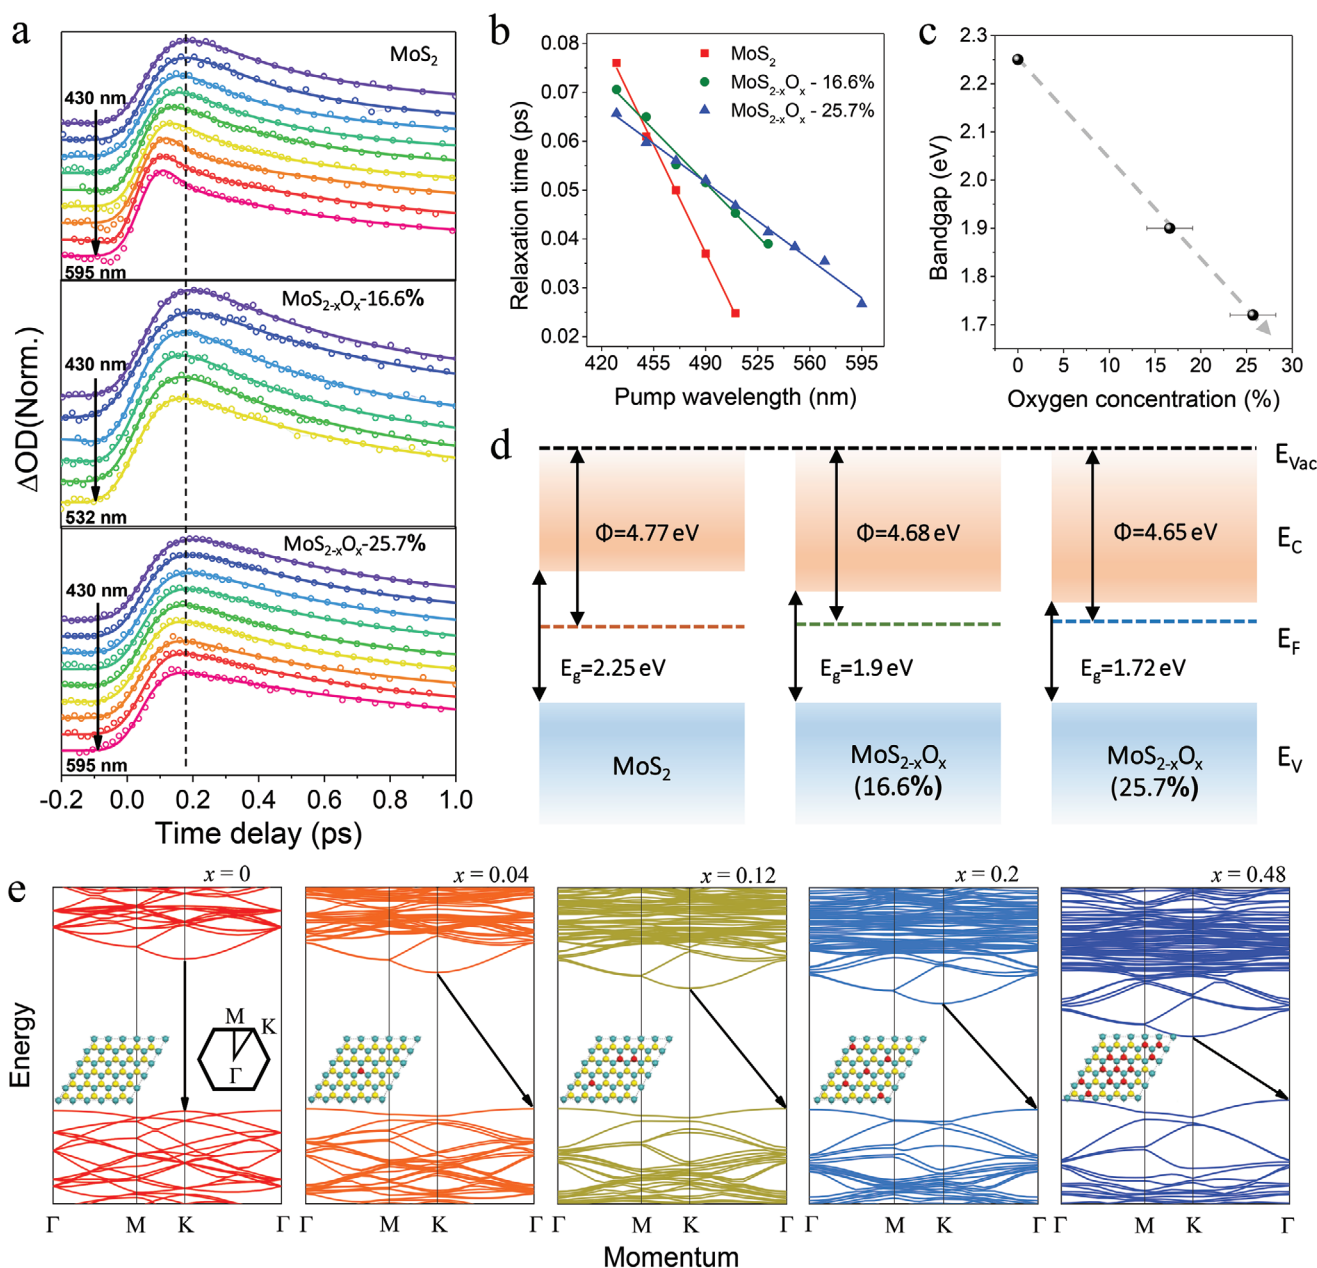 a
MoS2
430 nm
595 nm
MoS2-xOx-16.6%
430 nm
532 nm
MoS2-xOx-25.7%
430 nm
595 nm
ΔOD(Norm.)
-0.2 0.0 0.2 0.4 0.6 0.8 1.0
Time delay (ps)
b
0.08
0.07
0.06
0.05
0.04
0.03
0.02
Relaxation time (ps)
MoS2
MoS2-xOx - 16.6%
MoS2-xOx - 25.7%
420 455 490 525 560 595
Pump wavelength (nm)
c
2.3
2.2
2.1
2.0
1.9
1.8
1.7
Bandgap (eV)
0 5 10 15 20 25 30
Oxygen concentration (%)
d
EVac
Φ=4.77 eV Φ=4.68 eV Φ=4.65 eV
EC
EF
Eg=2.25 eV Eg=1.9 eV Eg=1.72 eV
MoS2
MoS2-xOx
(16.6%)
MoS2-xOx
(25.7%)
EV
e
x = 0 x = 0.04 x = 0.12 x = 0.2 x = 0.48
Energy
M
K
Γ
Γ M K Γ Γ M K Γ Γ M K Γ Γ M K Γ Γ M K Γ
Momentum